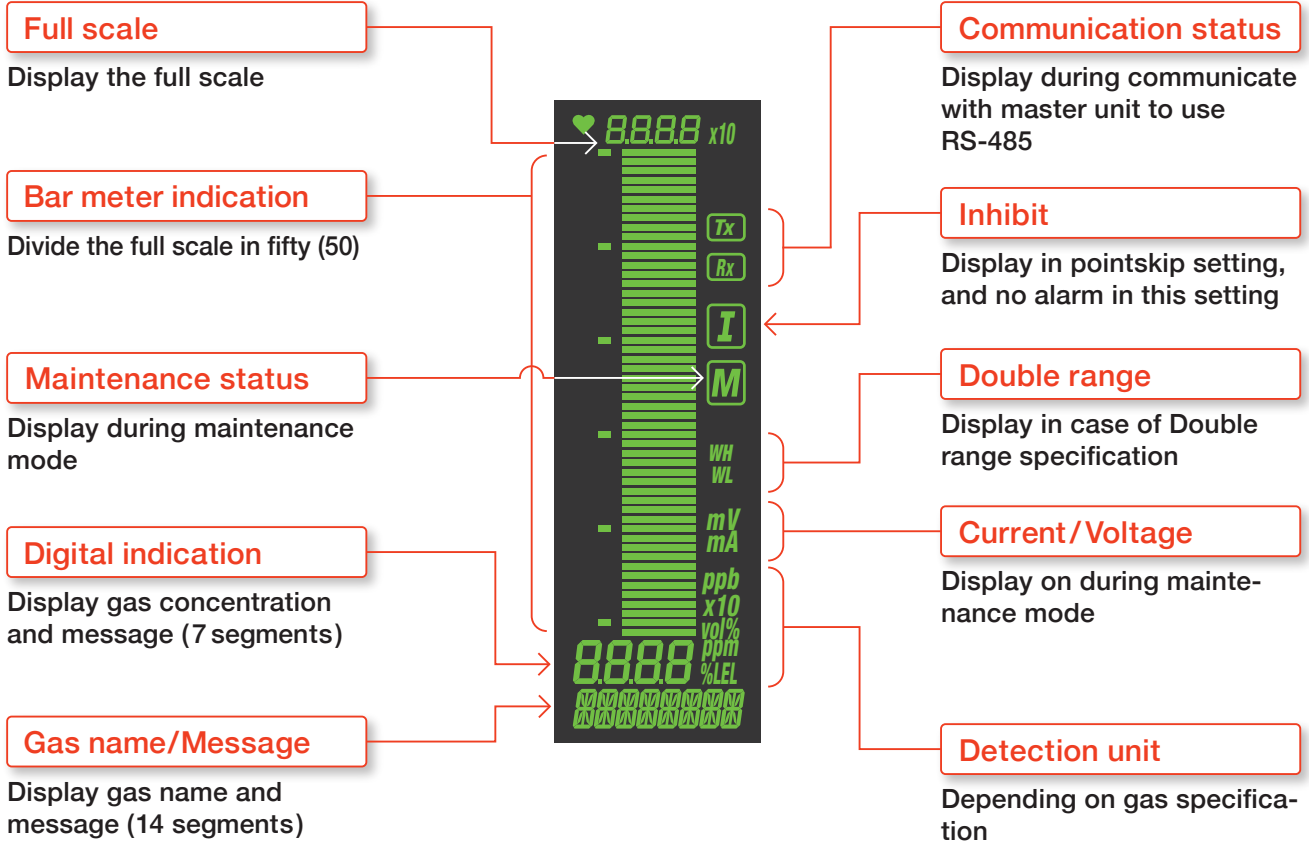 Full scale
Display the full scale
Bar meter indication
Divide the full scale in fifty (50)
Maintenance status
Display during maintenance
mode
Digital indication
Display gas concentration
and message (7 segments)
Gas name/Message
Display gas name and
message (14 segments)
8.8.8.8 x10
Tx
Rx
I
M
WH
WL
mV
mA
ppb
x10
vol%
ppm
8.8.8.8 %LEL
Communication status
Display during communicate
with master unit to use
RS-485
Inhibit
Display in pointskip setting,
and no alarm in this setting
Double range
Display in case of Double
range specification
Current/Voltage
Display on during mainte-
nance mode
Detection unit
Depending on gas specifica-
tion